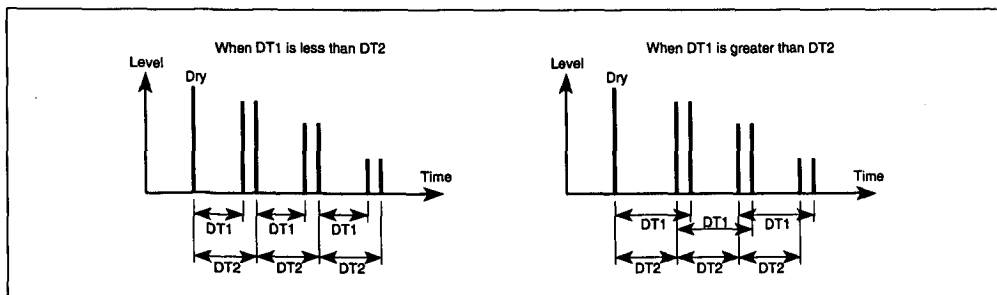 When DT1 is less than DT2
Level
Dry
Time
DT1
DT1
DT1
DT2
DT2
DT2
When DT1 is greater than DT2
Level
Dry
Time
DT1
DT1
DT1
DT2
DT2
DT2